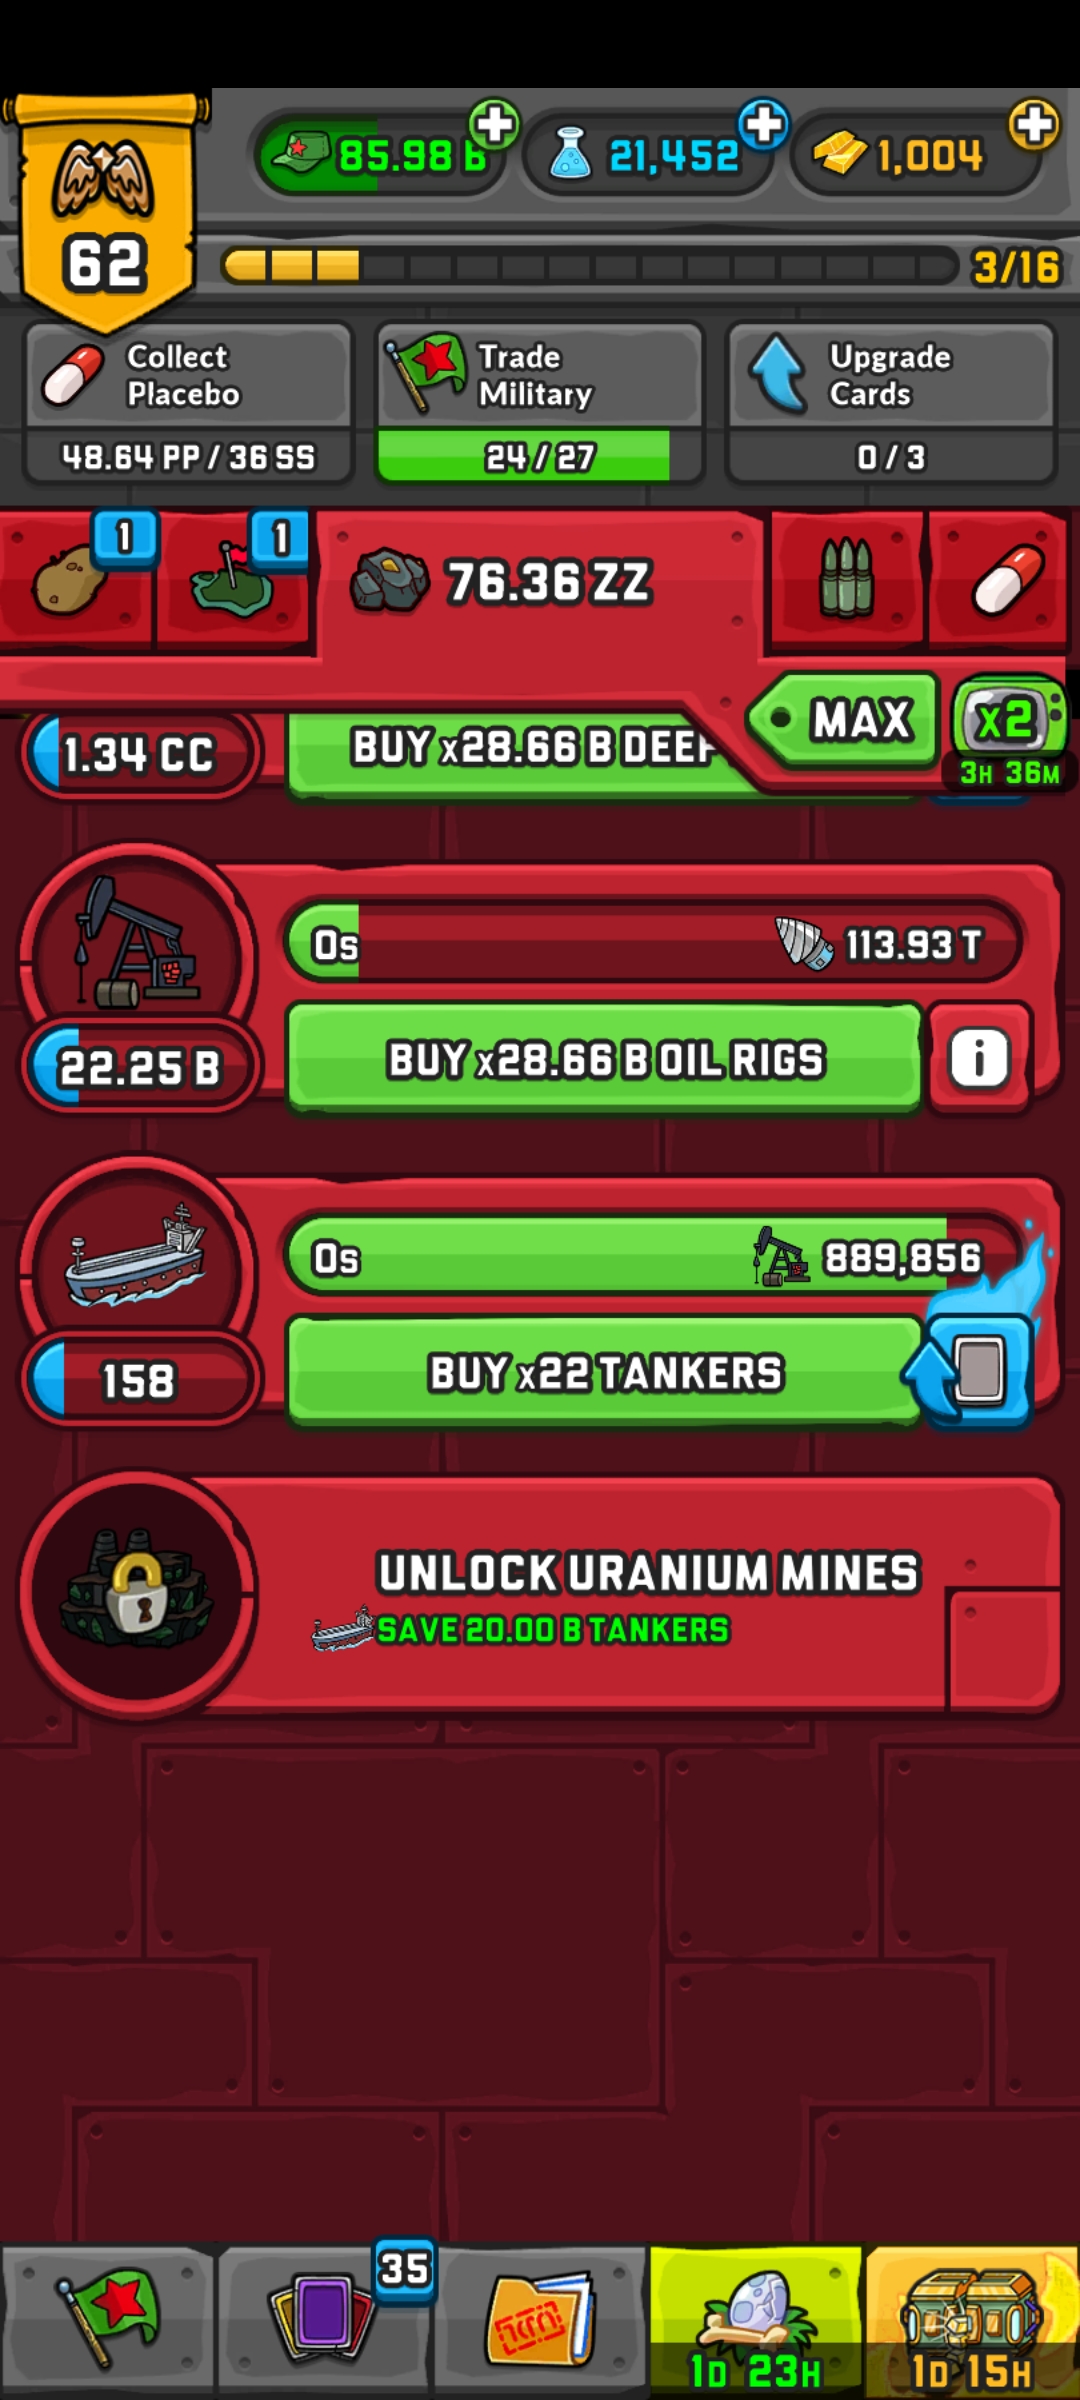 85.98 B
21,452
1,004
62
3/16
Collect
Placebo
48.64 PP / 36 SS
Trade
Military
24 / 27
Upgrade
Cards
0 / 3
1
1
76.36 ZZ
MAX
x2
3H 36M
1.34 CC
BUY x28.66 B DEEP
0s
113.93 T
22.25 B
BUY x28.66 B OIL RIGS
i
0s
889,856
158
BUY x22 TANKERS
UNLOCK URANIUM MINES
SAVE 20.00 B TANKERS
35
1D 23H
1D 15H